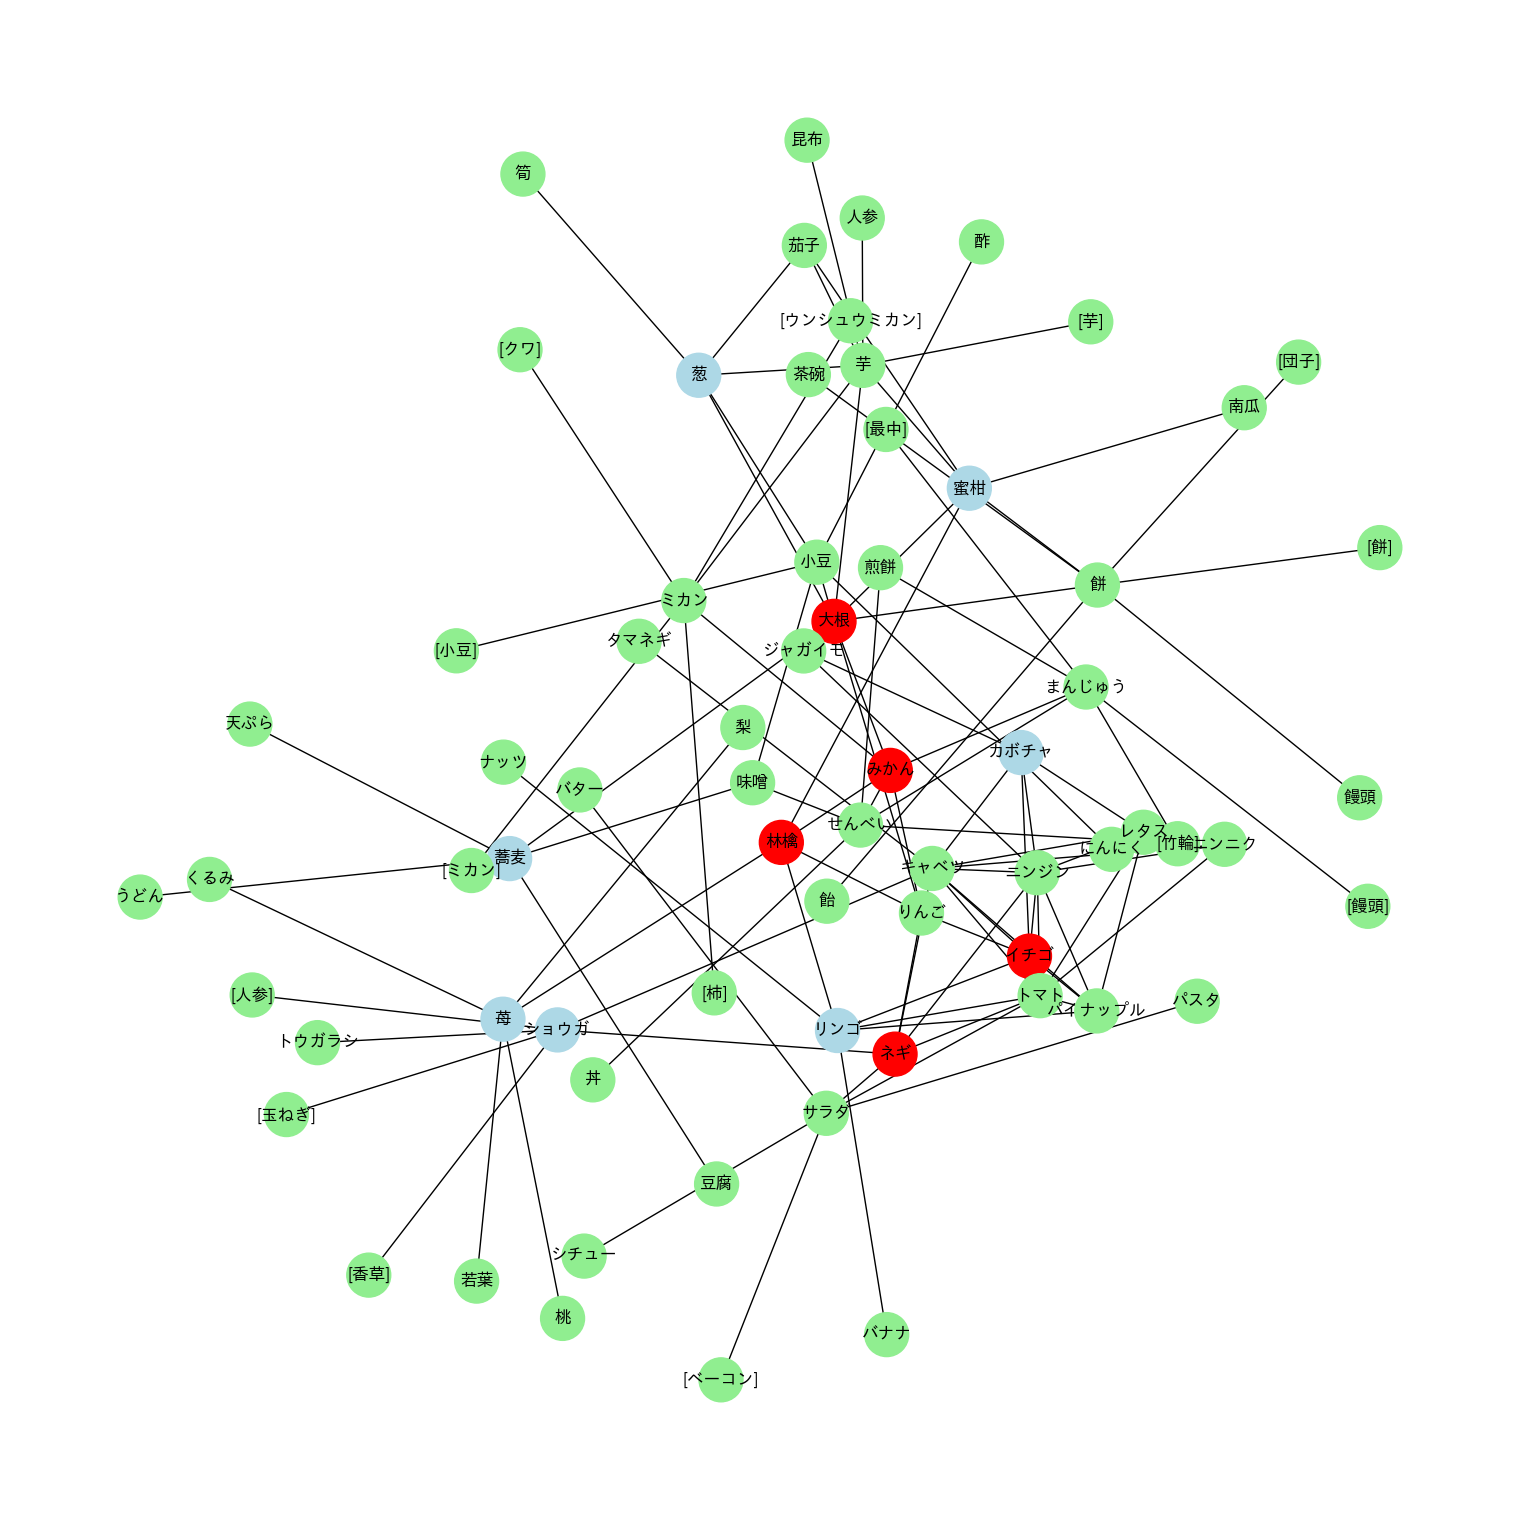 昆布
筍
人参
茄子
酢
[ウンシュウミカン]
[芋]
[クワ]
[団子]
芋
葱
茶碗
南瓜
[最中]
蜜柑
[餅]
小豆
煎餅
餅
ミカン
大根
タマネギ
[小豆]
ジャガイモ
まんじゅう
天ぷら
梨
カボチャ
ナッツ
みかん
味噌
バター
饅頭
せんべい
レタス
林檎
[竹輪]
ニンニク
にんにく
蕎麦
キャベツ
[ミカン]
ニンジン
くるみ
うどん
飴
[饅頭]
りんご
イチゴ
[柿]
[人参]
トマト
パスタ
パイナップル
苺
ショウガ
リンゴ
トウガラシ
ネギ
丼
サラダ
[玉ねぎ]
豆腐
シチュー
[香草]
若葉
桃
バナナ
[ベーコン]